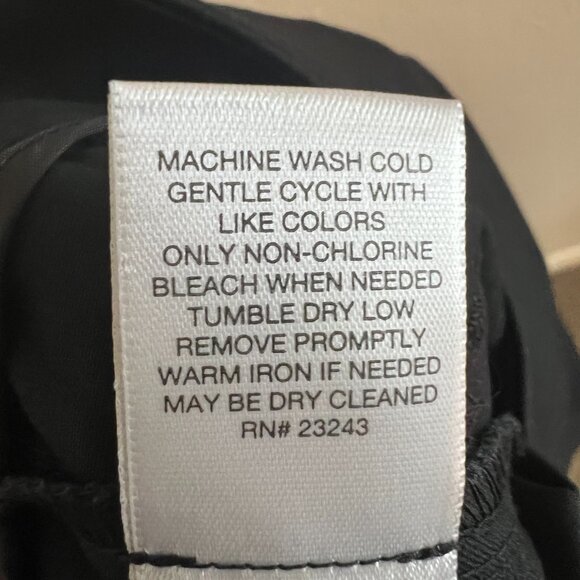 MACHINE WASH COLD
GENTLE CYCLE WITH
LIKE COLORS
ONLY NON-CHLORINE
BLEACH WHEN NEEDED
TUMBLE DRY LOW
REMOVE PROMPTLY
WARM IRON IF NEEDED
MAY BE DRY CLEANED
RN# 23243